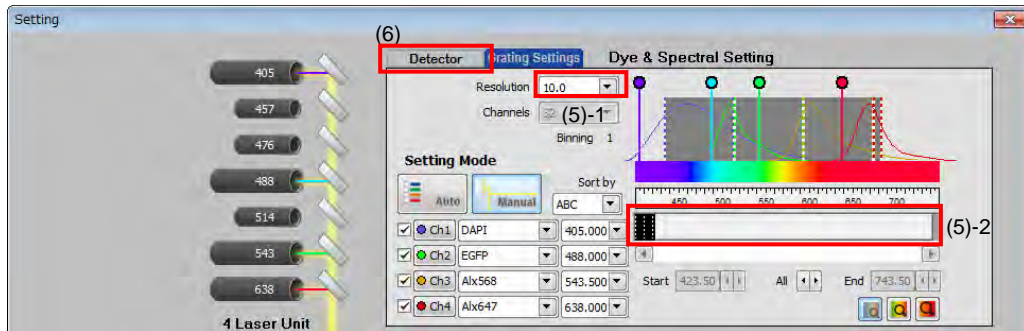 Setting
(6)
Detector
Grating Settings
Dye & Spectral Setting
405
457
476
488
514
543
638
4 Laser Unit
Resolution 10.0
Channels 32 (5)-1
Binning 1
Setting Mode
Auto
Manual
Sort by
ABC
Ch1 DAPI 405.000
Ch2 EGFP 488.000
Ch3 Alx568 543.500
Ch4 Alx647 638.000
450 500 550 600 650 700
(5)-2
Start 423.50 All End 743.50